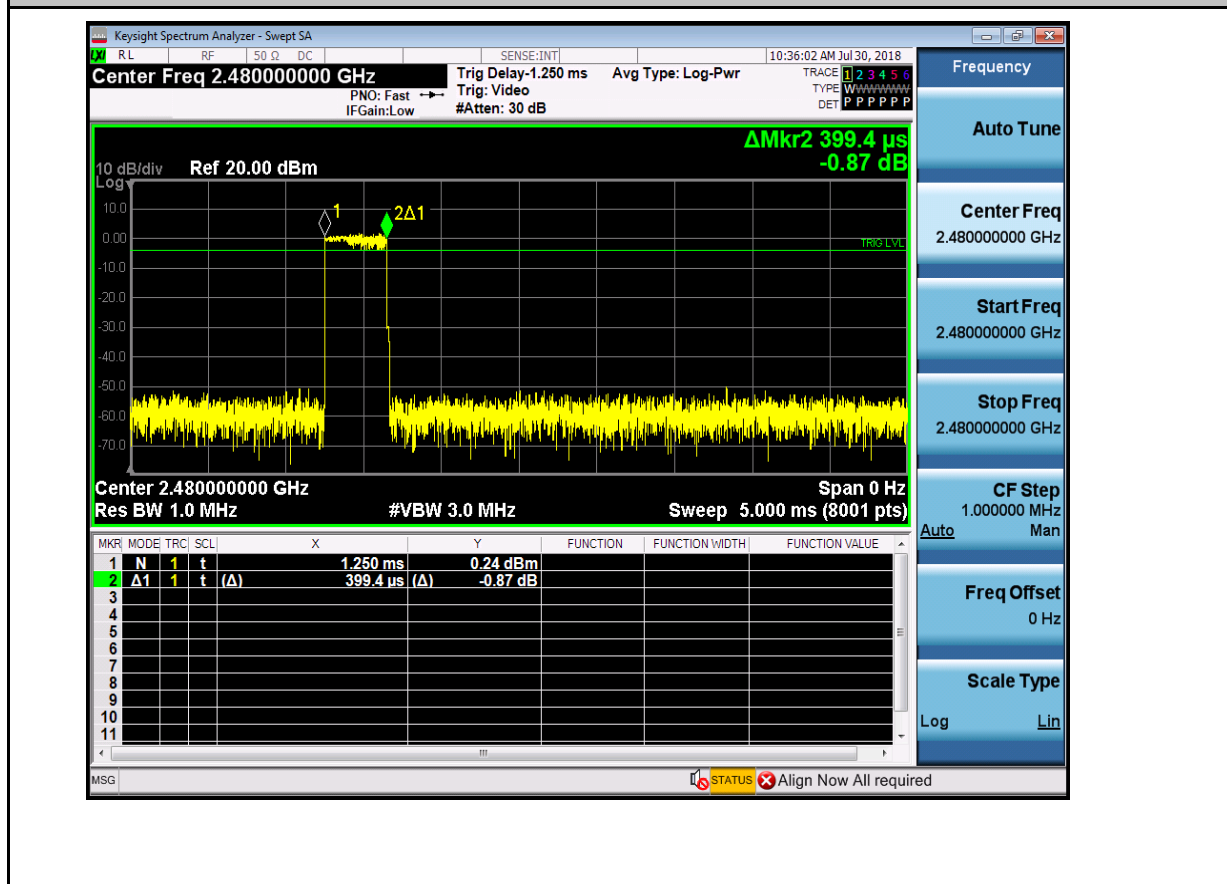 Keysight Spectrum Analyzer - Swept SA
LXI RL RF 50 Ω DC SENSE:INT 10:36:02 AM Jul 30, 2018
Center Freq 2.480000000 GHz
PNO: Fast
IFGain:Low
Trig Delay-1.250 ms
Trig: Video
#Atten: 30 dB
Avg Type: Log-Pwr
TRACE 1 2 3 4 5 6
TYPE WWWWWW
DET P P P P P P
ΔMkr2 399.4 µs
-0.87 dB
10 dB/div Ref 20.00 dBm
Log
1
2Δ1
10.0
0.00
TRIG LVL
-10.0
-20.0
-30.0
-40.0
-50.0
-60.0
-70.0
Center 2.480000000 GHz Span 0 Hz
Res BW 1.0 MHz #VBW 3.0 MHz Sweep 5.000 ms (8001 pts)
MKR MODE TRC SCL X Y FUNCTION FUNCTION WIDTH FUNCTION VALUE
1 N 1 t 1.250 ms 0.24 dBm
2 Δ1 1 t (Δ) 399.4 µs (Δ) -0.87 dB
3
4
5
6
7
8
9
10
11
MSG STATUS Align Now All required
Frequency
Auto Tune
Center Freq
2.480000000 GHz
Start Freq
2.480000000 GHz
Stop Freq
2.480000000 GHz
CF Step
1.000000 MHz
Auto Man
Freq Offset
0 Hz
Scale Type
Log Lin